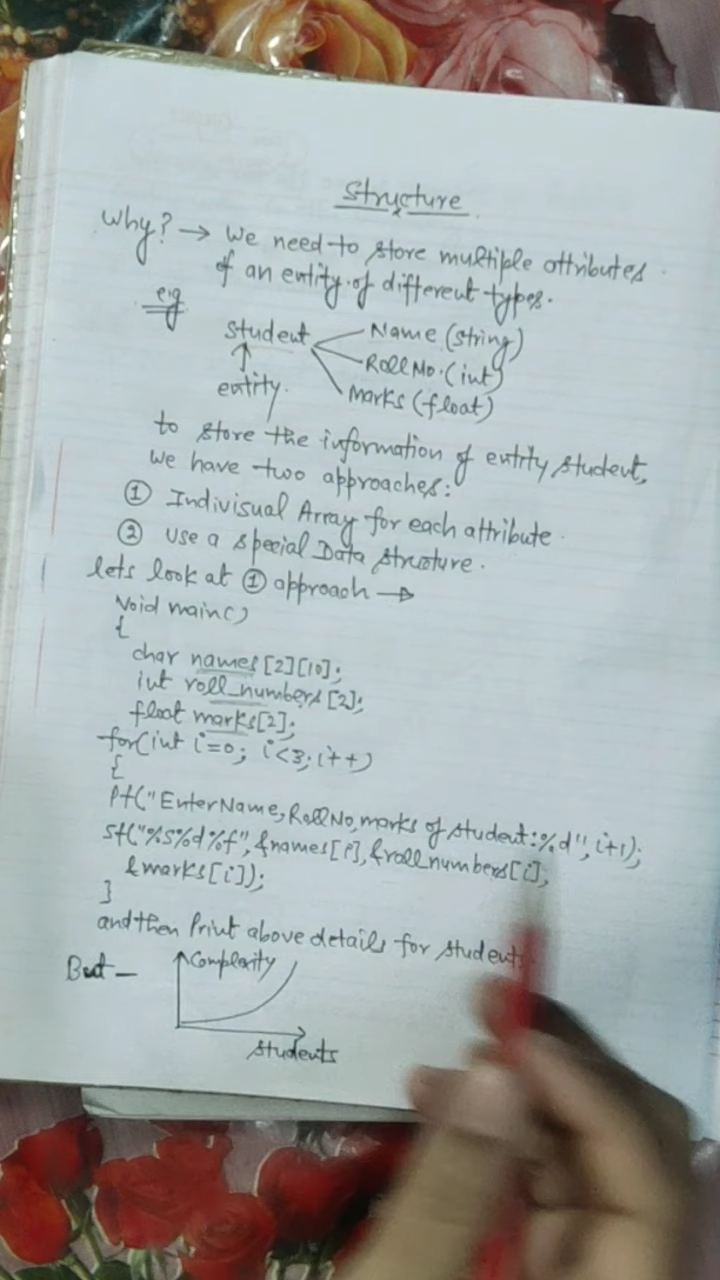 Structure
Why? → We need to store multiple attributes
of an entity of different types.
eg
student
Name (string)
Roll No. (int)
Marks (float)
↑
entity.
to store the information of entity student,
we have two approaches:
① Indivisual Array for each attribute.
② Use a special Data structure.
lets look at ① approach →
Void main()
{
char names[2][10];
int roll_numbers[2];
float marks[2];
for(int i=0; i<3; i++)
{
Pf("Enter Name, Roll No, marks of student:%d", i+1);
Sf("%s%d%f", &names[i], &roll_numbers[i],
&marks[i]);
}
and then Print above details for student
But –
Complexity
students